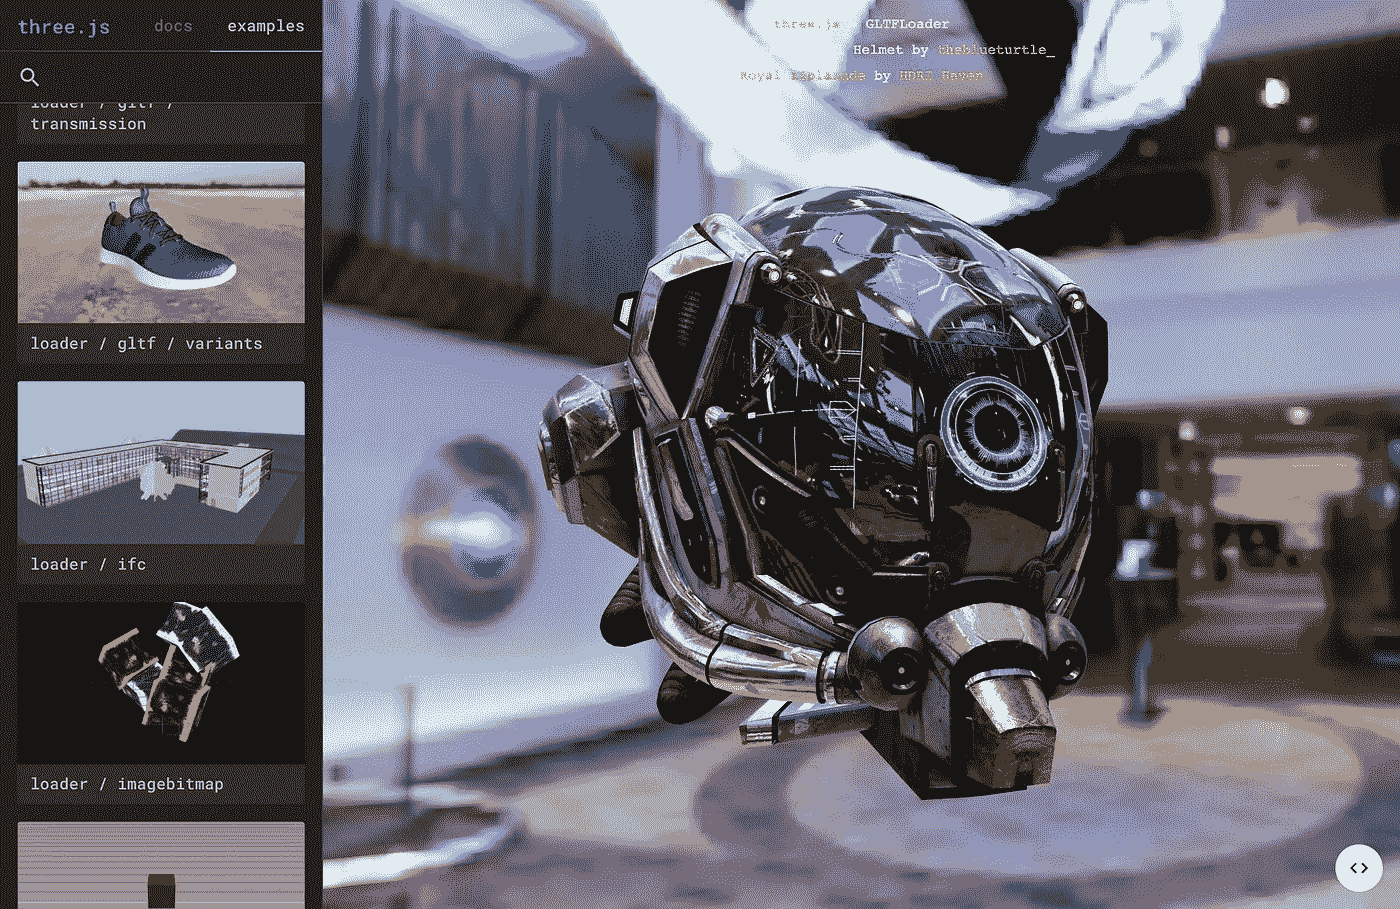 three.js docs examples
loader / gltf /
transmission
loader / gltf / variants
loader / ifc
loader / imagebitmap
three.js GLTFLoader
Helmet by theblueturtle_
Royal Esplanade by HDRI Haven